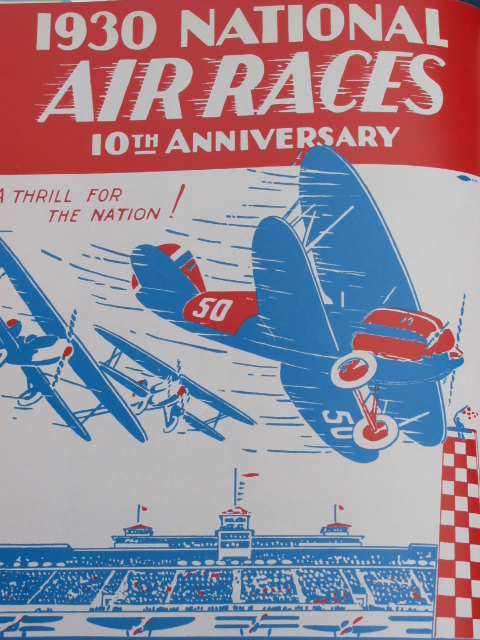 1930 NATIONAL
AIR RACES
10TH ANNIVERSARY
A THRILL FOR
THE NATION!
50
50